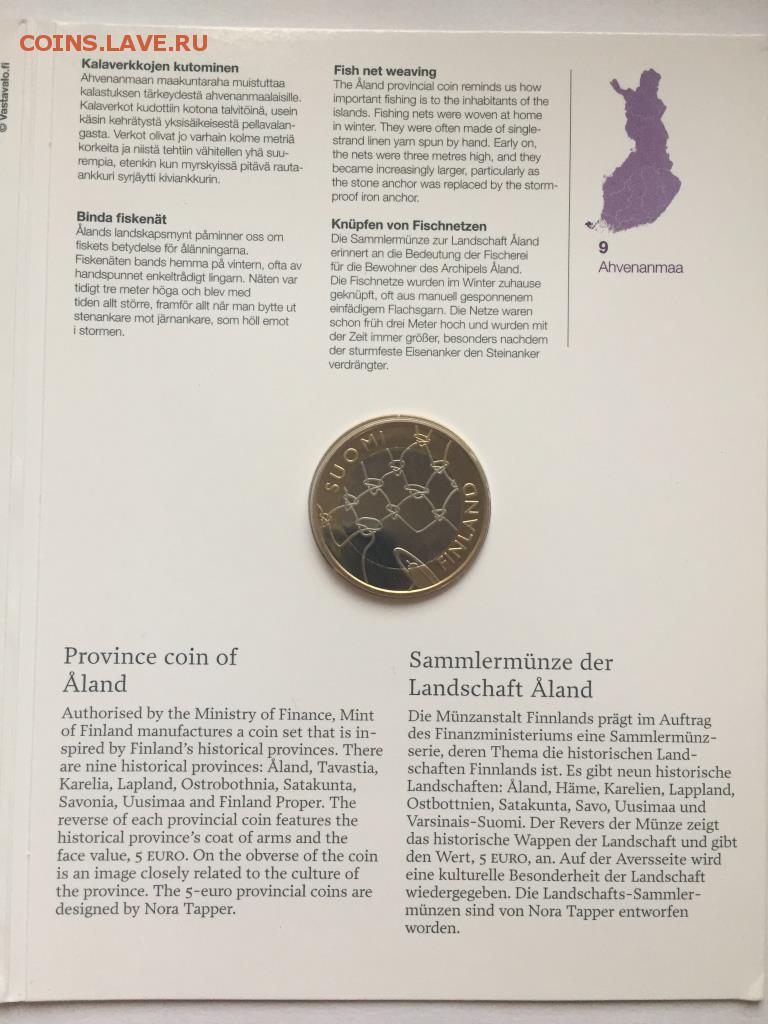 COINS.LAVE.RU
© Vastavalo.fi
Kalaverkkojen kutominen
Ahvenanmaan maakuntaraha muistuttaa
kalastuksen tärkeydestä ahvenanmaalaisille.
Kalaverkot kudottiin kotona talvitöinä, usein
käsin kehrätystä yksisäikeisestä pellavalan-
gasta. Verkot olivat jo varhain kolme metriä
korkeita ja niistä tehtiin vähitellen yhä suu-
rempia, etenkin kun myrskyissä pitävä rauta-
ankkuri syrjäytti kiviankkurin.
Binda fiskenät
Ålands landskapsmynt påminner oss om
fiskets betydelse för ålänningarna.
Fiskenäten bands hemma på vintern, ofta av
handspunnet enkeltrådigt lingarn. Näten var
tidigt tre meter höga och blev med
tiden allt större, framför allt när man bytte ut
stenankare mot järnankare, som höll emot
i stormen.
Fish net weaving
The Åland provincial coin reminds us how
important fishing is to the inhabitants of the
islands. Fishing nets were woven at home
in winter. They were often made of single-
strand linen yarn spun by hand. Early on,
the nets were three metres high, and they
became increasingly larger, particularly as
the stone anchor was replaced by the storm-
proof iron anchor.
Knüpfen von Fischnetzen
Die Sammlermünze zur Landschaft Åland
erinnert an die Bedeutung der Fischerei
für die Bewohner des Archipels Åland.
Die Fischnetze wurden im Winter zuhause
geknüpft, oft aus manuell gesponnenem
einfädigem Flachsgarn. Die Netze waren
schon früh drei Meter hoch und wurden mit
der Zeit immer größer, besonders nachdem
der sturmfeste Eisenanker den Steinanker
verdrängter.
9
Ahvenanmaa
SUOMI
FINLAND
Province coin of
Åland
Authorised by the Ministry of Finance, Mint
of Finland manufactures a coin set that is in-
spired by Finland's historical provinces. There
are nine historical provinces: Åland, Tavastia,
Karelia, Lapland, Ostrobothnia, Satakunta,
Savonia, Uusimaa and Finland Proper. The
reverse of each provincial coin features the
historical province's coat of arms and the
face value, 5 EURO. On the obverse of the coin
is an image closely related to the culture of
the province. The 5-euro provincial coins are
designed by Nora Tapper.
Sammlermünze der
Landschaft Åland
Die Münzanstalt Finnlands prägt im Auftrag
des Finanzministeriums eine Sammlermünz-
serie, deren Thema die historischen Land-
schaften Finnlands ist. Es gibt neun historische
Landschaften: Åland, Häme, Karelien, Lappland,
Ostbottnien, Satakunta, Savo, Uusimaa und
Varsinais-Suomi. Der Revers der Münze zeigt
das historische Wappen der Landschaft und gibt
den Wert, 5 EURO, an. Auf der Aversseite wird
eine kulturelle Besonderheit der Landschaft
wiedergegeben. Die Landschafts-Sammler-
münzen sind von Nora Tapper entworfen
worden.